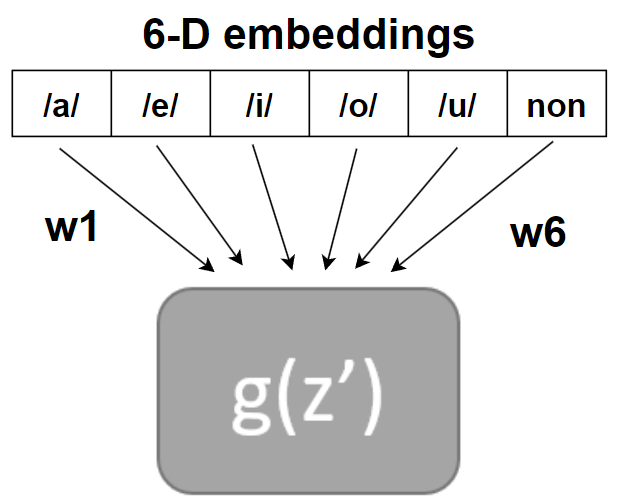 6-D embeddings
/a/ /e/ /i/ /o/ /u/ non
w1 w6
g(z’)